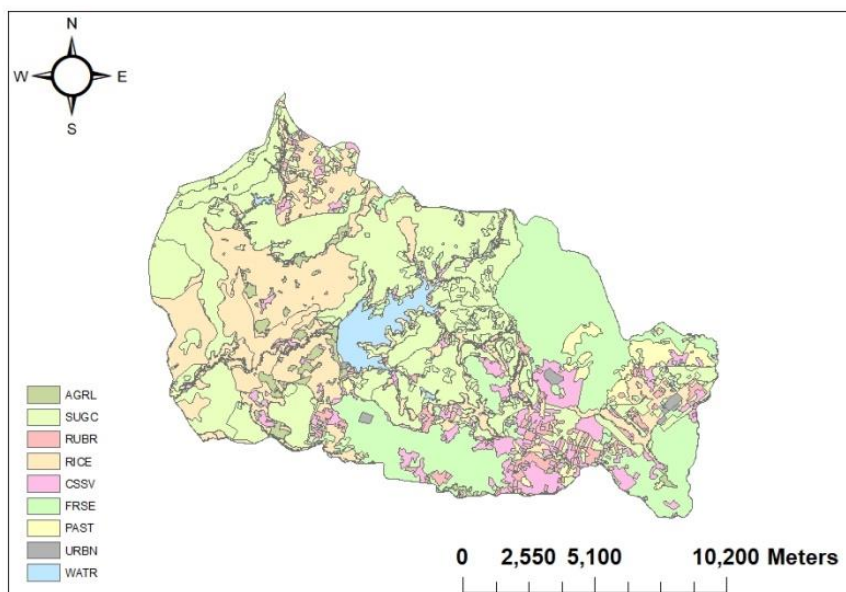 N
W E
S
AGRL
SUGC
RUBR
RICE
CSSV
FRSE
PAST
URBN
WATR
0 2,550 5,100 10,200 Meters